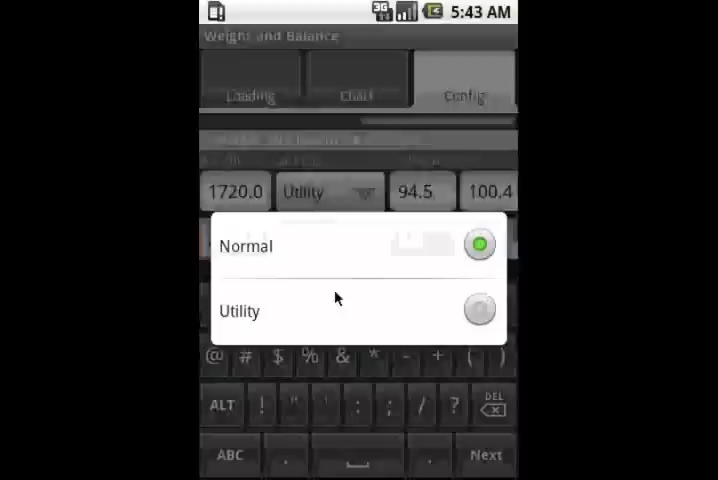 3G 5:43 AM
Weight and Balance
Loading Chart Config
1720.0 Utility 94.5 100.4
Normal
Utility
@ # $ % & * - + ( )
ALT ! " ' : ; / ? DEL
ABC , . Next